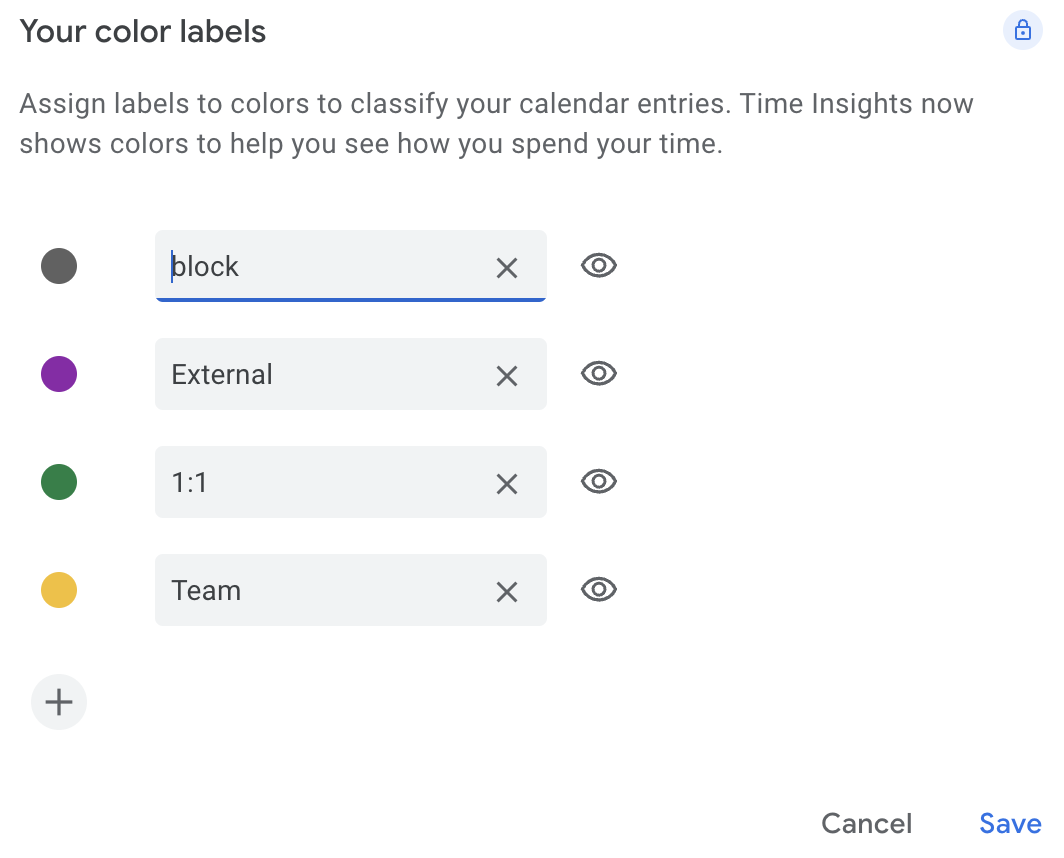 Your color labels
Assign labels to colors to classify your calendar entries. Time Insights now
shows colors to help you see how you spend your time.
block
External
1:1
Team
Cancel Save